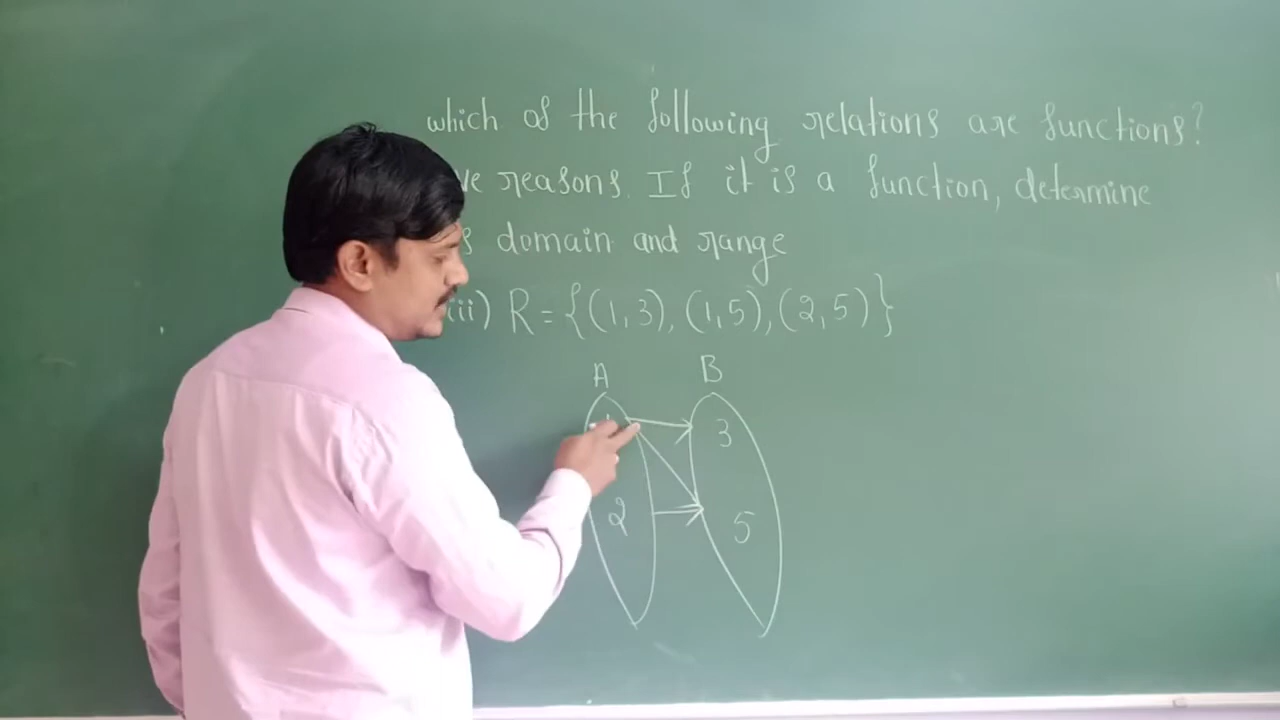 which of the following relations are functions?
reasons. If it is a function, determine
domain and range
iii) R = {(1,3), (1,5), (2,5)}
A B
3
2 5